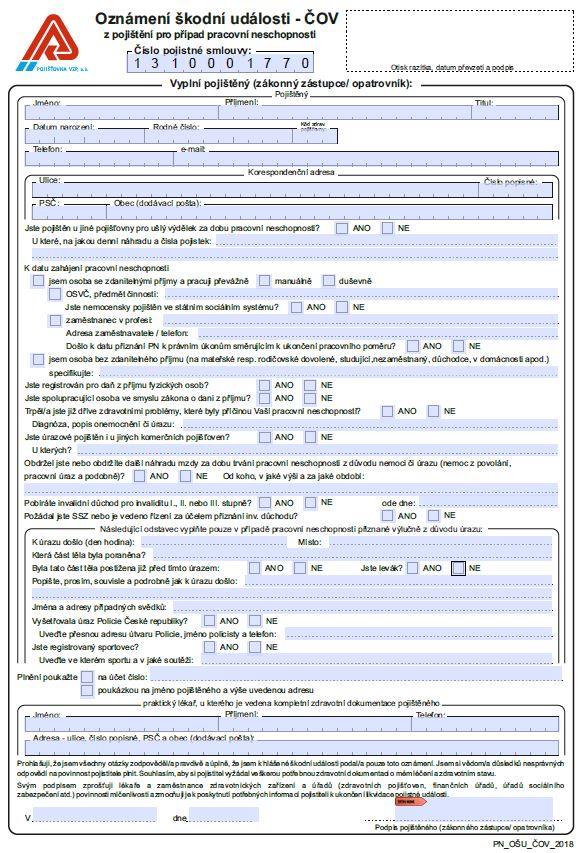 Oznámení škodní události - ČOV
z pojištění pro případ pracovní neschopnosti
Číslo pojistné smlouvy:
1310001770
POJIŠŤOVNA VZP, a.s.
Otisk razítka, datum převzetí a podpis
Vyplní pojištěný (zákonný zástupce/ opatrovník):
Pojištěný
Jméno: Příjmení: Titul:
Datum narození: Rodné číslo: Kód zdrav. pojišťovny:
Telefon: e-mail:
Korespondenční adresa
Ulice: Číslo popisné:
PSČ: Obec (dodávací pošta):
Jste pojištěn u jiné pojišťovny pro ušlý výdělek za dobu pracovní neschopnosti? ANO NE
U které, na jakou denní náhradu a čísla pojistek:
K datu zahájení pracovní neschopnosti
jsem osoba se zdanitelnými příjmy a pracuji převážně manuálně duševně
OSVČ, předmět činnosti:
Jste nemocensky pojištěn ve státním sociálním systému? ANO NE
zaměstnanec v profesi:
Adresa zaměstnavatele / telefon:
Došlo k datu přiznání PN k právním úkonům směřujícím k ukončení pracovního poměru? ANO NE
jsem osoba bez zdanitelného příjmu (na mateřské resp. rodičovské dovolené, studující,nezaměstnaný, důchodce, v domácnosti apod.)
specifikujte:
Jste registrován pro daň z příjmu fyzických osob? ANO NE
Jste spolupracující osobou ve smyslu zákona o dani z příjmu? ANO NE
Trpěl/a jste již dříve zdravotními problémy, které byly příčinou Vaší pracovní neschopností? ANO NE
Diagnóza, popis onemocnění či úrazu:
Jste úrazově pojištěn i u jiných komerčních pojišťoven? ANO NE
U kterých?
Obdržel jste nebo obdržíte další náhradu mzdy za dobu trvání pracovní neschopnosti z důvodu nemoci či úrazu (nemoc z povolání,
pracovní úraz a podobně)? ANO NE Od koho, v jaké výši a za jaké období:
Pobíráte invalidní důchod pro invaliditu I., II. nebo III. stupně? ANO NE ode dne:
Požádal jste SSZ nebo je vedeno řízení za účelem přiznání inv. důchodu? ANO NE
Následující odstavec vyplňte pouze v případě pracovní neschopnosti přiznané výlučně z důvodu úrazu:
K úrazu došlo (den hodina): Místo:
Která část těla byla poraněna?
Byla tato část těla postižena již před tímto úrazem: ANO NE Jste levák? ANO NE
Popište, prosím, souvisle a podrobně jak k úrazu došlo:
Jména a adresy případných svědků:
Vyšetřovala úraz Policie České republiky? ANO NE
Uveďte přesnou adresu útvaru Policie, jméno policisty a telefon:
Jste registrovaný sportovec? ANO NE
Uveďte ve kterém sportu a v jaké soutěži:
Plnění poukažte na účet číslo:
poukázkou na jméno pojištěného a výše uvedenou adresu
praktický lékař, u kterého je vedena kompletní zdravotní dokumentace pojištěného
Jméno: Příjmení: Telefon:
Adresa - ulice, číslo popisné, PSČ a obec (dodávací pošta):
Prohlašuji, že jsem všechny otázky zodpověděl/a pravdivě a úplně, že jsem k hlášené škodní události podal/a pouze toto oznámení. Jsem si vědom/a důsledků nesprávných
odpovědí na povinnost pojistitele plnit. Souhlasím, aby si pojistitel vyžádal veškerou potřebnou zdravotní dokumentaci o mém léčení a zdravotním stavu.
Svým podpisem zprošťuji lékaře a zaměstnance zdravotnických zařízení a úřadů (zdravotních pojišťoven, finančních úřadů, úřadů sociálního
zabezpečení atd.) povinnosti mlčenlivosti a zmocňuji je k poskytnutí potřebných informací pojistiteli k ukončení likvidace pojistné události.
V dne
Podpis pojištěného (zákonného zástupce/ opatrovníka)
PN_OŠU_ČOV_2018